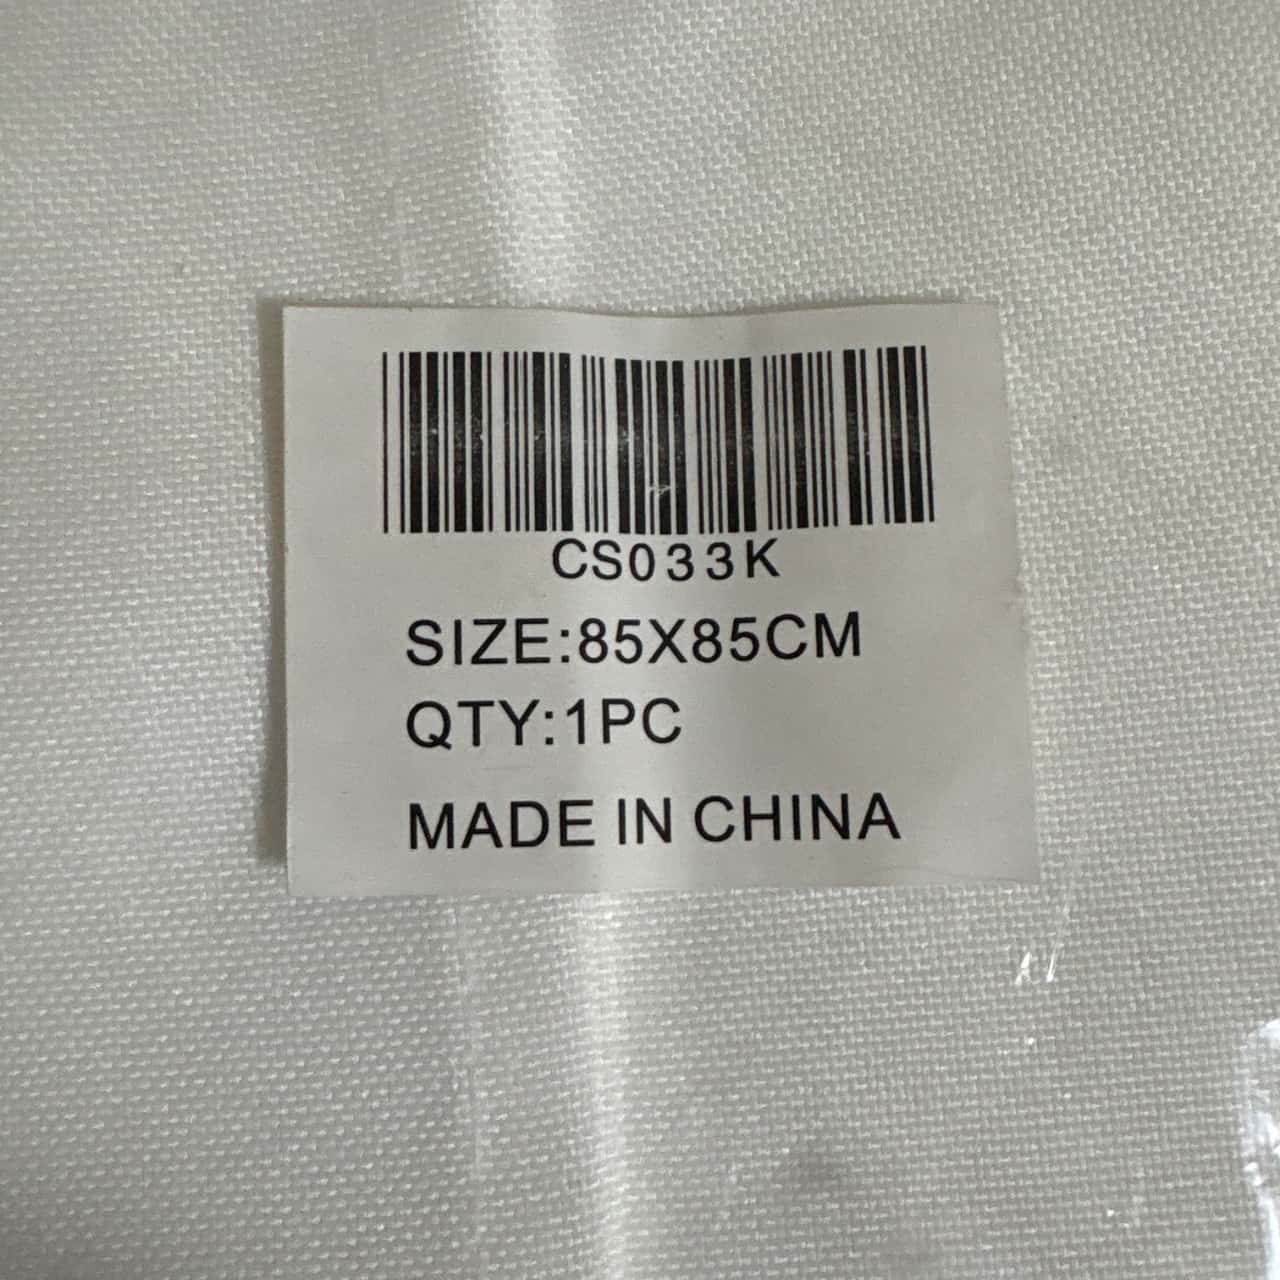 CS033K
SIZE:85X85CM
QTY:1PC
MADE IN CHINA